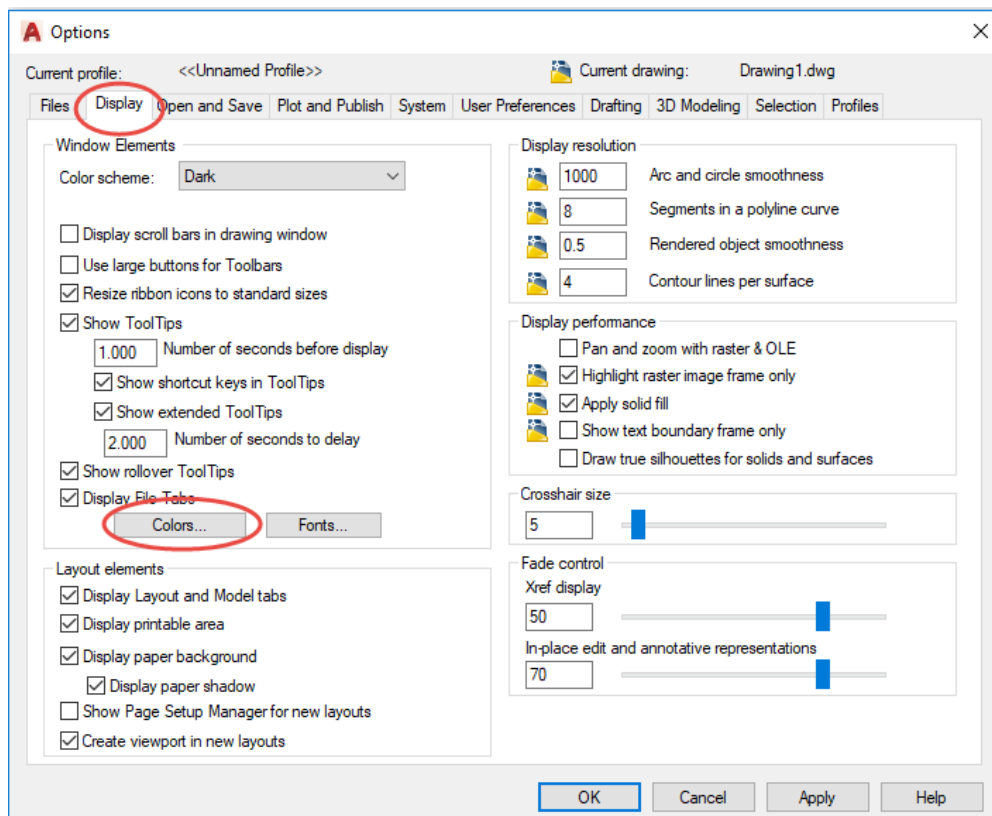 Options
Current profile: <<Unnamed Profile>> Current drawing: Drawing1.dwg
Files Display Open and Save Plot and Publish System User Preferences Drafting 3D Modeling Selection Profiles
Window Elements
Color scheme: Dark
Display scroll bars in drawing window
Use large buttons for Toolbars
Resize ribbon icons to standard sizes
Show ToolTips
1.000 Number of seconds before display
Show shortcut keys in ToolTips
Show extended ToolTips
2.000 Number of seconds to delay
Show rollover ToolTips
Display File Tabs
Colors... Fonts...
Layout elements
Display Layout and Model tabs
Display printable area
Display paper background
Display paper shadow
Show Page Setup Manager for new layouts
Create viewport in new layouts
Display resolution
1000 Arc and circle smoothness
8 Segments in a polyline curve
0.5 Rendered object smoothness
4 Contour lines per surface
Display performance
Pan and zoom with raster & OLE
Highlight raster image frame only
Apply solid fill
Show text boundary frame only
Draw true silhouettes for solids and surfaces
Crosshair size
5
Fade control
Xref display
50
In-place edit and annotative representations
70
OK Cancel Apply Help